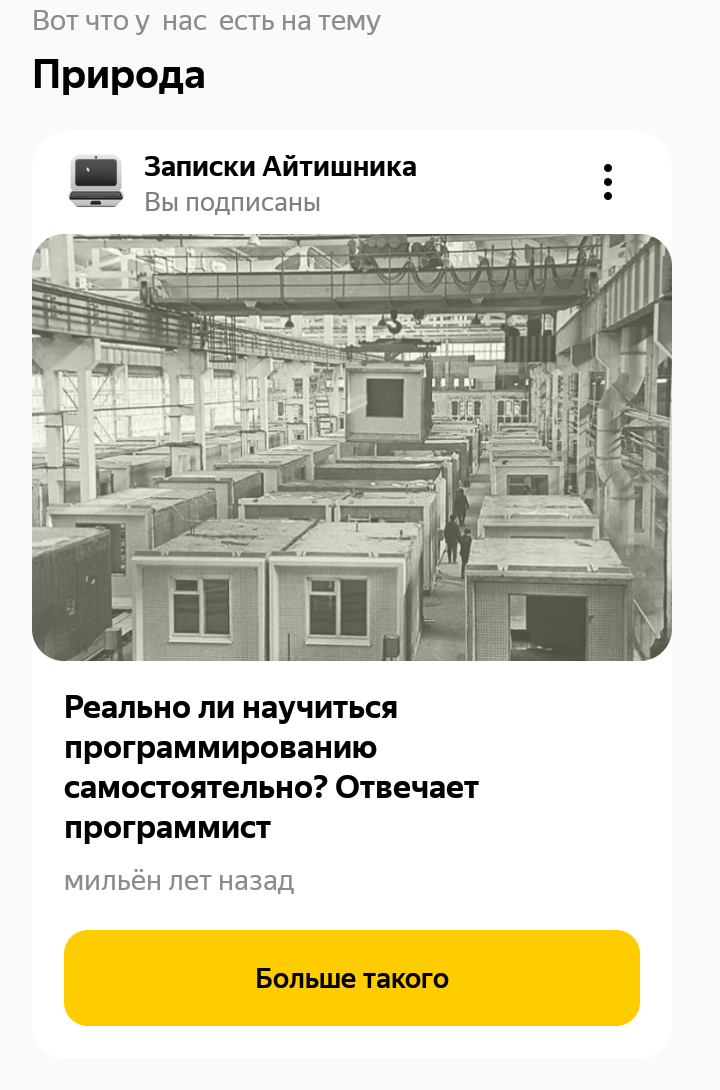 Вот что у нас есть на тему
Природа
Записки Айтишника
Вы подписаны
Реально ли научиться
программированию
самостоятельно? Отвечает
программист
мильён лет назад
Больше такого